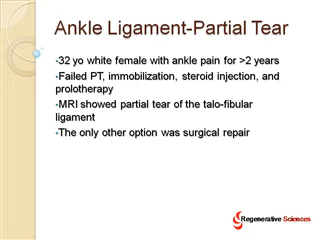 Ankle Ligament-Partial Tear
•32 yo white female with ankle pain for >2 years
•Failed PT, immobilization, steroid injection, and
prolotherapy
•MRI showed partial tear of the talo-fibular
ligament
•The only other option was surgical repair
Regenerative Sciences